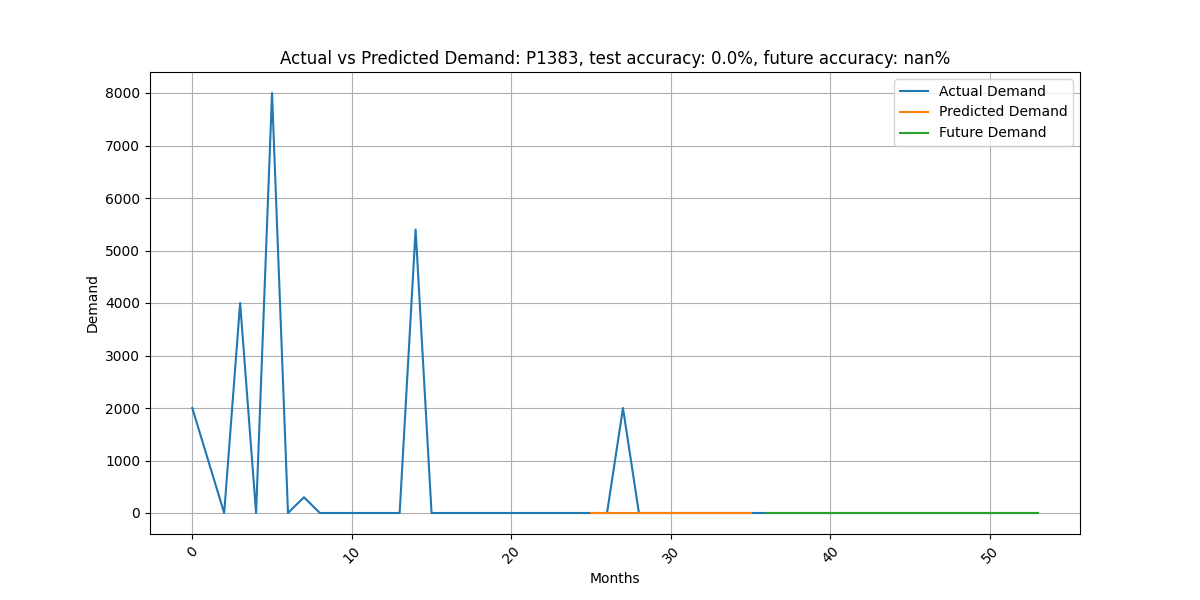 Actual vs Predicted Demand: P1383, test accuracy: 0.0%, future accuracy: nan%
Actual Demand
Predicted Demand
Future Demand
Demand
8000
7000
6000
5000
4000
3000
2000
1000
0
0 10 20 30 40 50
Months